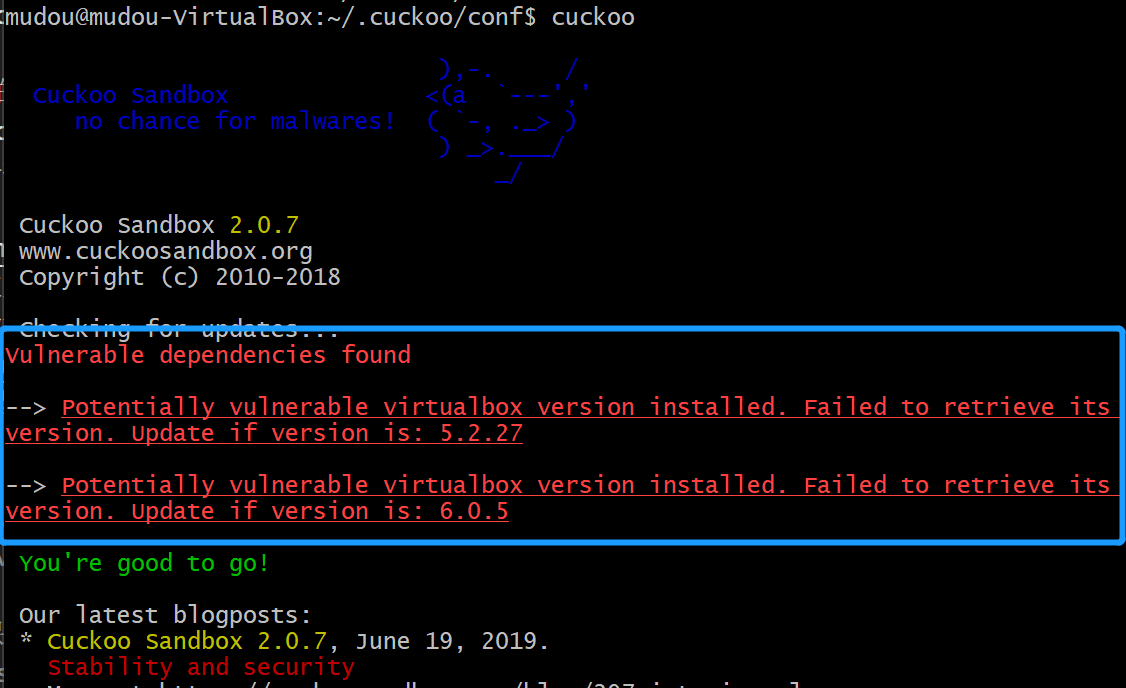 mudou@mudou-VirtualBox:~/.cuckoo/conf$ cuckoo
),-.     /
Cuckoo Sandbox              <(a  `---','
no chance for malwares!  ( `-, ._> )
) _>.___/
_/
Cuckoo Sandbox 2.0.7
www.cuckoosandbox.org
Copyright (c) 2010-2018
Checking for updates...
Vulnerable dependencies found
--> Potentially vulnerable virtualbox version installed. Failed to retrieve its
version. Update if version is: 5.2.27
--> Potentially vulnerable virtualbox version installed. Failed to retrieve its
version. Update if version is: 6.0.5
You're good to go!
Our latest blogposts:
* Cuckoo Sandbox 2.0.7, June 19, 2019.
Stability and security